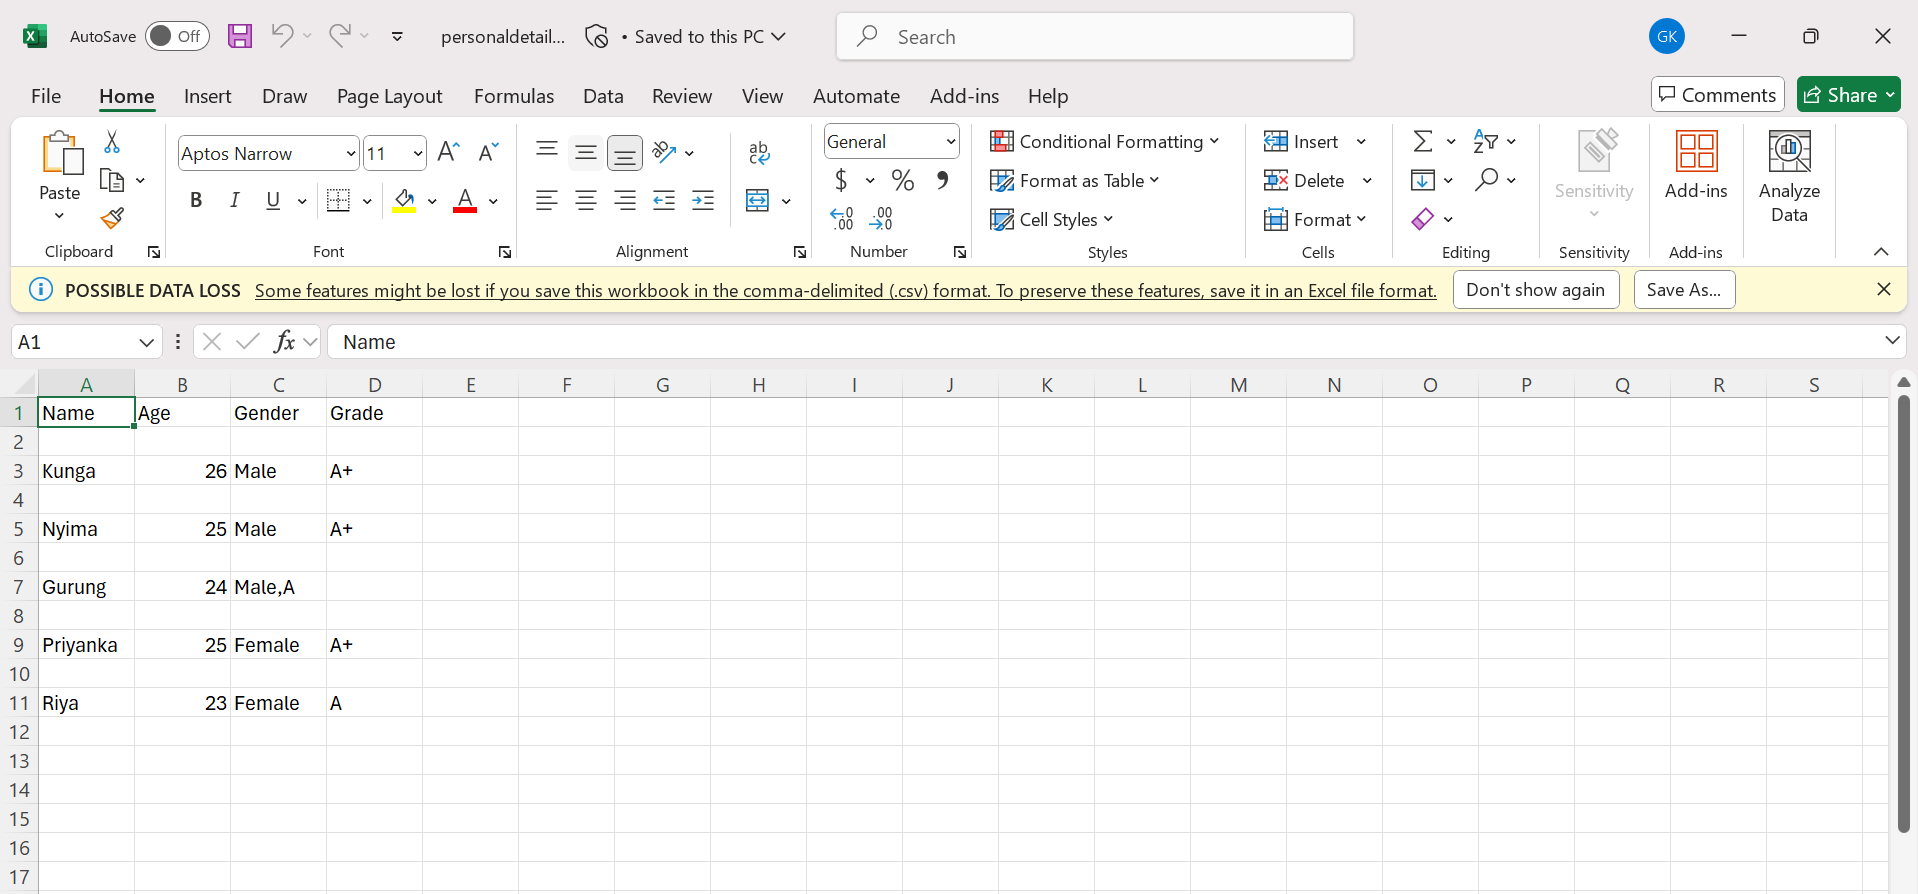 AutoSave Off personaldetail... • Saved to this PC Search GK
File Home Insert Draw Page Layout Formulas Data Review View Automate Add-ins Help Comments Share
Paste
Clipboard
Aptos Narrow 11
B I U
Font
ab
Alignment
General
$ % ,
Number
Conditional Formatting
Format as Table
Cell Styles
Styles
Insert
Delete
Format
Cells
Editing
Sensitivity
Sensitivity
Add-ins
Add-ins
Analyze
Data
POSSIBLE DATA LOSS Some features might be lost if you save this workbook in the comma-delimited (.csv) format. To preserve these features, save it in an Excel file format. Don't show again Save As...
A1 fx Name
A B C D E F G H I J K L M N O P Q R S
1 Name Age Gender Grade
2
3 Kunga 26 Male A+
4
5 Nyima 25 Male A+
6
7 Gurung 24 Male,A
8
9 Priyanka 25 Female A+
10
11 Riya 23 Female A
12
13
14
15
16
17